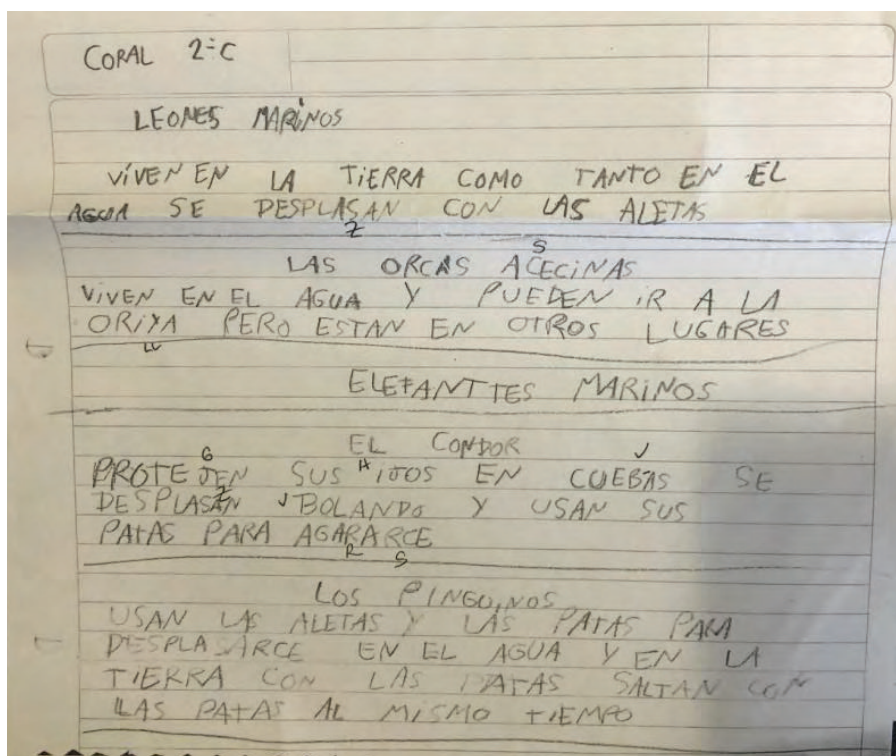 CORAL 2º C
LEONES MARINOS
VIVEN EN LA TIERRA COMO TANTO EN EL
AGUA SE DESPLASAN CON LAS ALETAS
Z
S
LAS ORCAS ACECINAS
VIVEN EN EL AGUA Y PUEDEN IR A LA
ORIYA PERO ESTAN EN OTROS LUGARES
LL
ELEFANTTES MARINOS
EL CONDOR
G H V
PROTEJEN SUS IJOS EN CUEBAS SE
DESPLASAN BOLANDO Y USAN SUS
Z V
PATAS PARA AGARARCE
R S
LOS PINGUINOS
USAN LAS ALETAS Y LAS PATAS PARA
DESPLASARCE EN EL AGUA Y EN LA
TIERRA CON LAS PATAS SALTAN CON
LAS PATAS AL MISMO TIEMPO